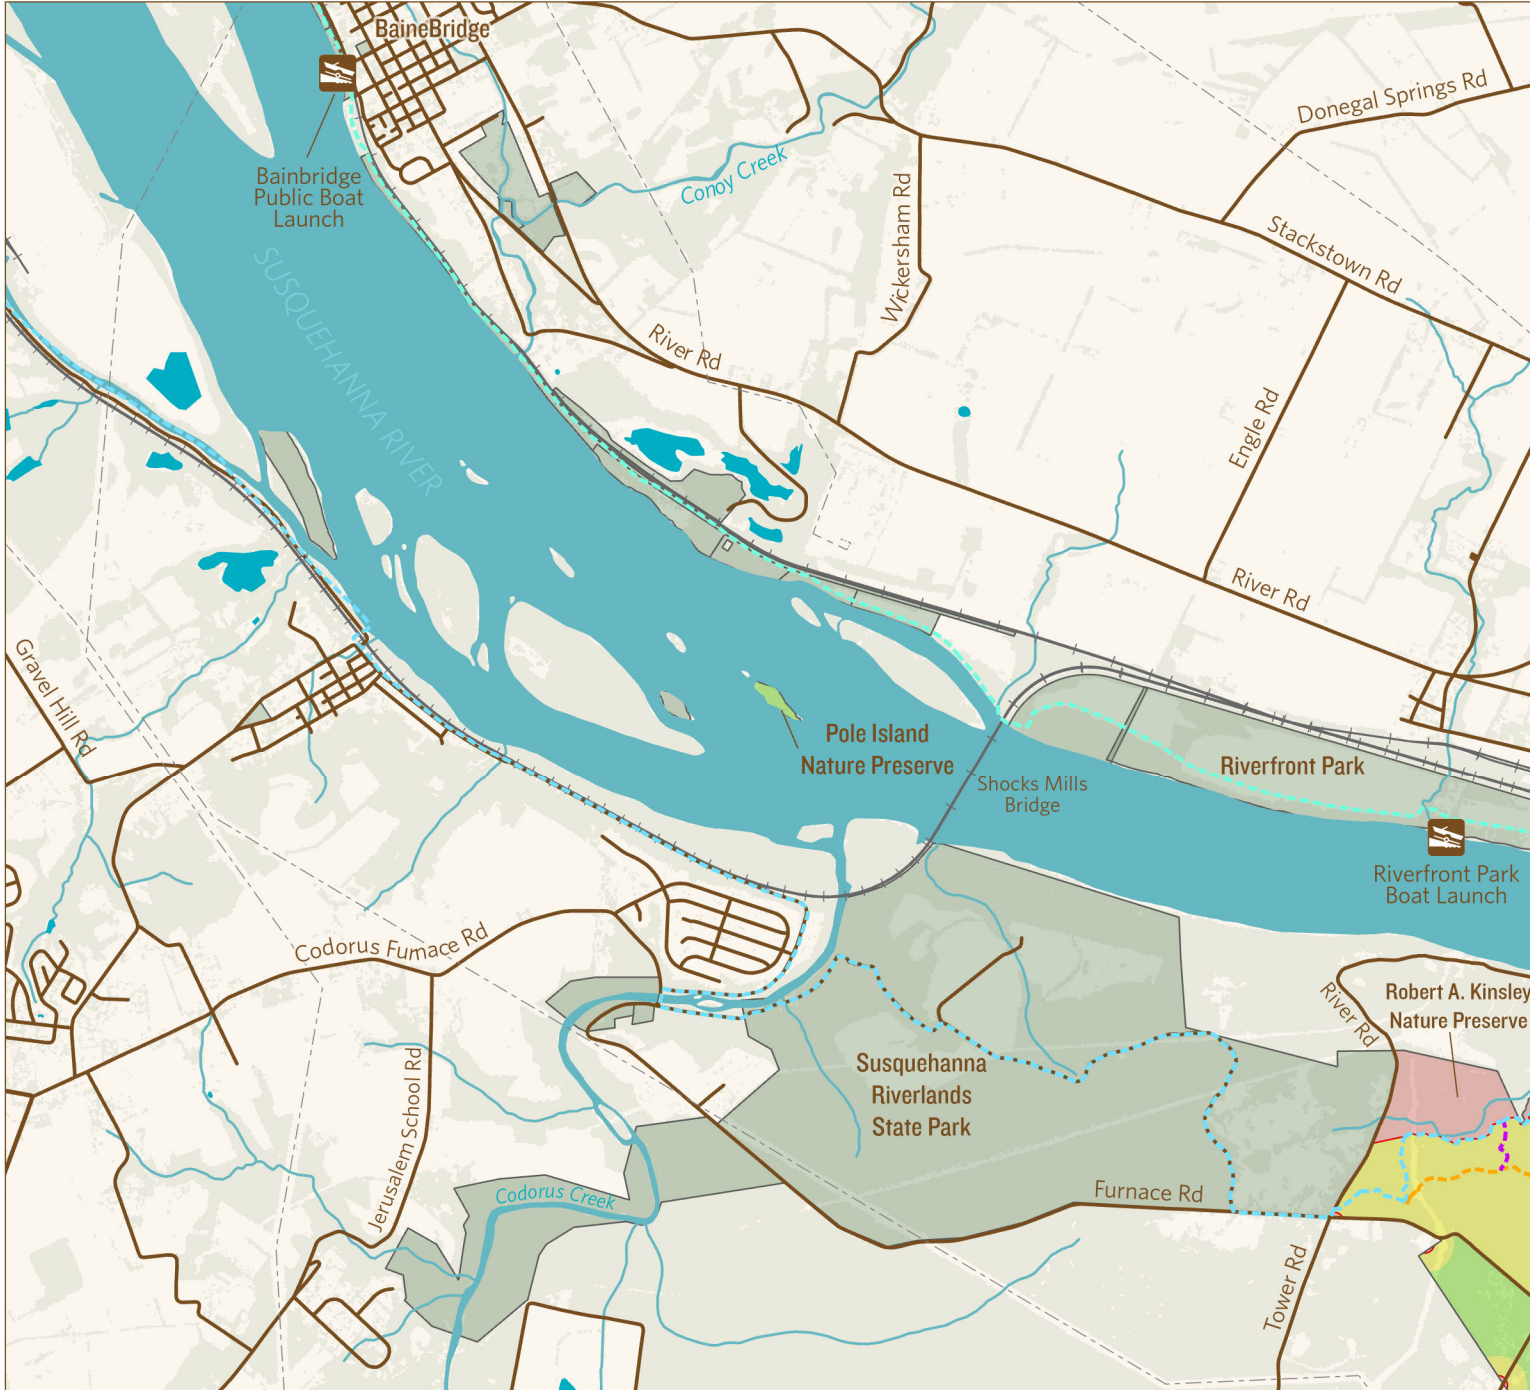 BaineBridge
Donegal Springs Rd
Bainbridge
Public Boat
Launch
Conoy Creek
Wickersham Rd
Stackstown Rd
SUSQUEHANNA RIVER
River Rd
Engle Rd
River Rd
Gravel Hill Rd
Pole Island
Nature Preserve
Shocks Mills
Bridge
Riverfront Park
Riverfront Park
Boat Launch
Codorus Fumace Rd
River Rd
Robert A. Kinsley
Nature Preserve
Susquehanna
Riverlands
State Park
Jerusalem School Rd
Codorus Creek
Furnace Rd
Tower Rd